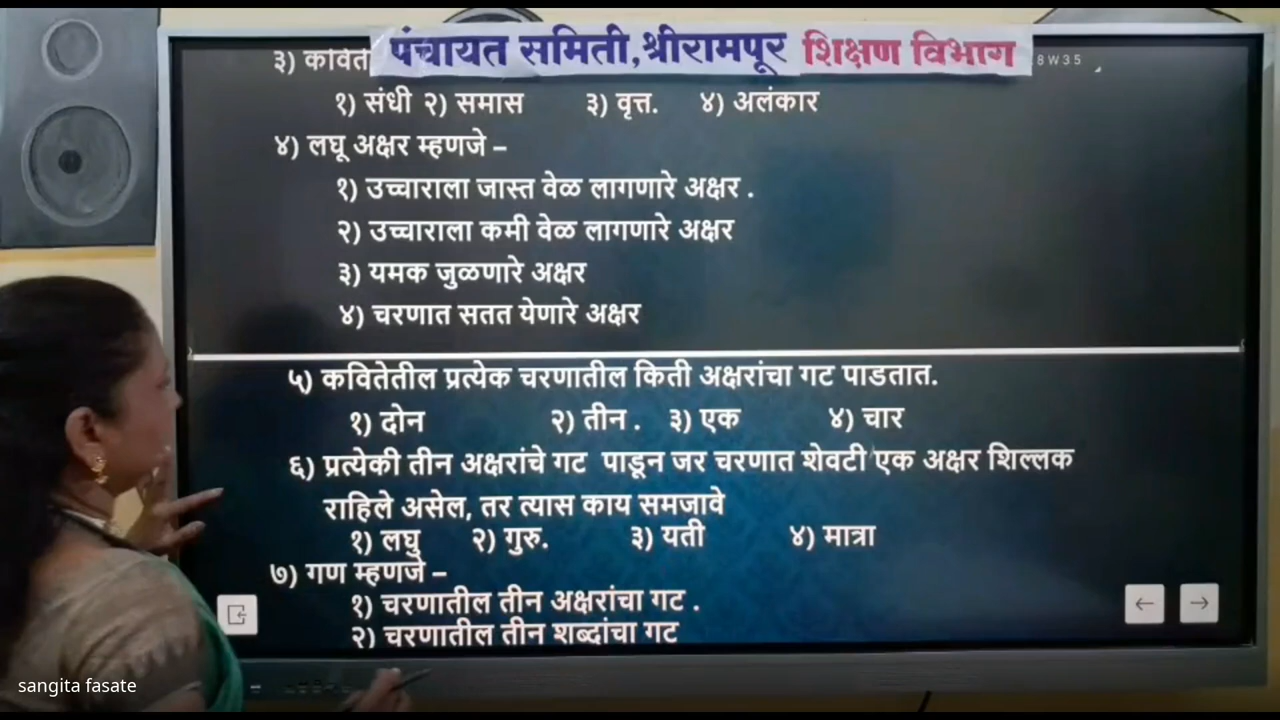 पंचायत समिती,श्रीरामपूर शिक्षण विभाग
३)
8W35
१) संधी २) समास ३) वृत्त. ४) अलंकार
४) लघू अक्षर म्हणजे –
१) उच्चाराला जास्त वेळ लागणारे अक्षर .
२) उच्चाराला कमी वेळ लागणारे अक्षर
३) यमक जुळणारे अक्षर
४) चरणात सतत येणारे अक्षर
५) कवितेतील प्रत्येक चरणातील किती अक्षरांचा गट पाडतात.
१) दोन २) तीन . ३) एक ४) चार
६) प्रत्येकी तीन अक्षरांचे गट पाडून जर चरणात शेवटी एक अक्षर शिल्लक
राहिले असेल, तर त्यास काय समजावे
१) लघु २) गुरु. ३) यती ४) मात्रा
७) गण म्हणजे –
१) चरणातील तीन अक्षरांचा गट .
२) चरणातील तीन शब्दांचा गट
sangita fasate